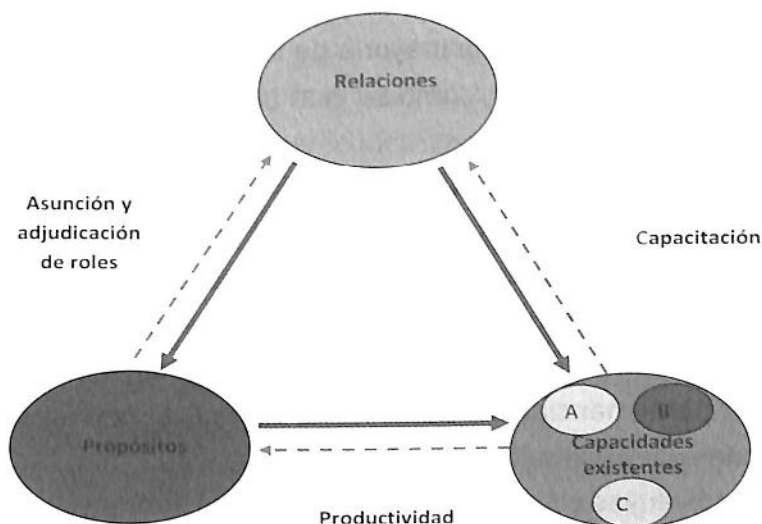 Relaciones
Asunción y
adjudicación
de roles
Capacitación
A
B
Propósitos
Capacidades
existentes
C
Productividad